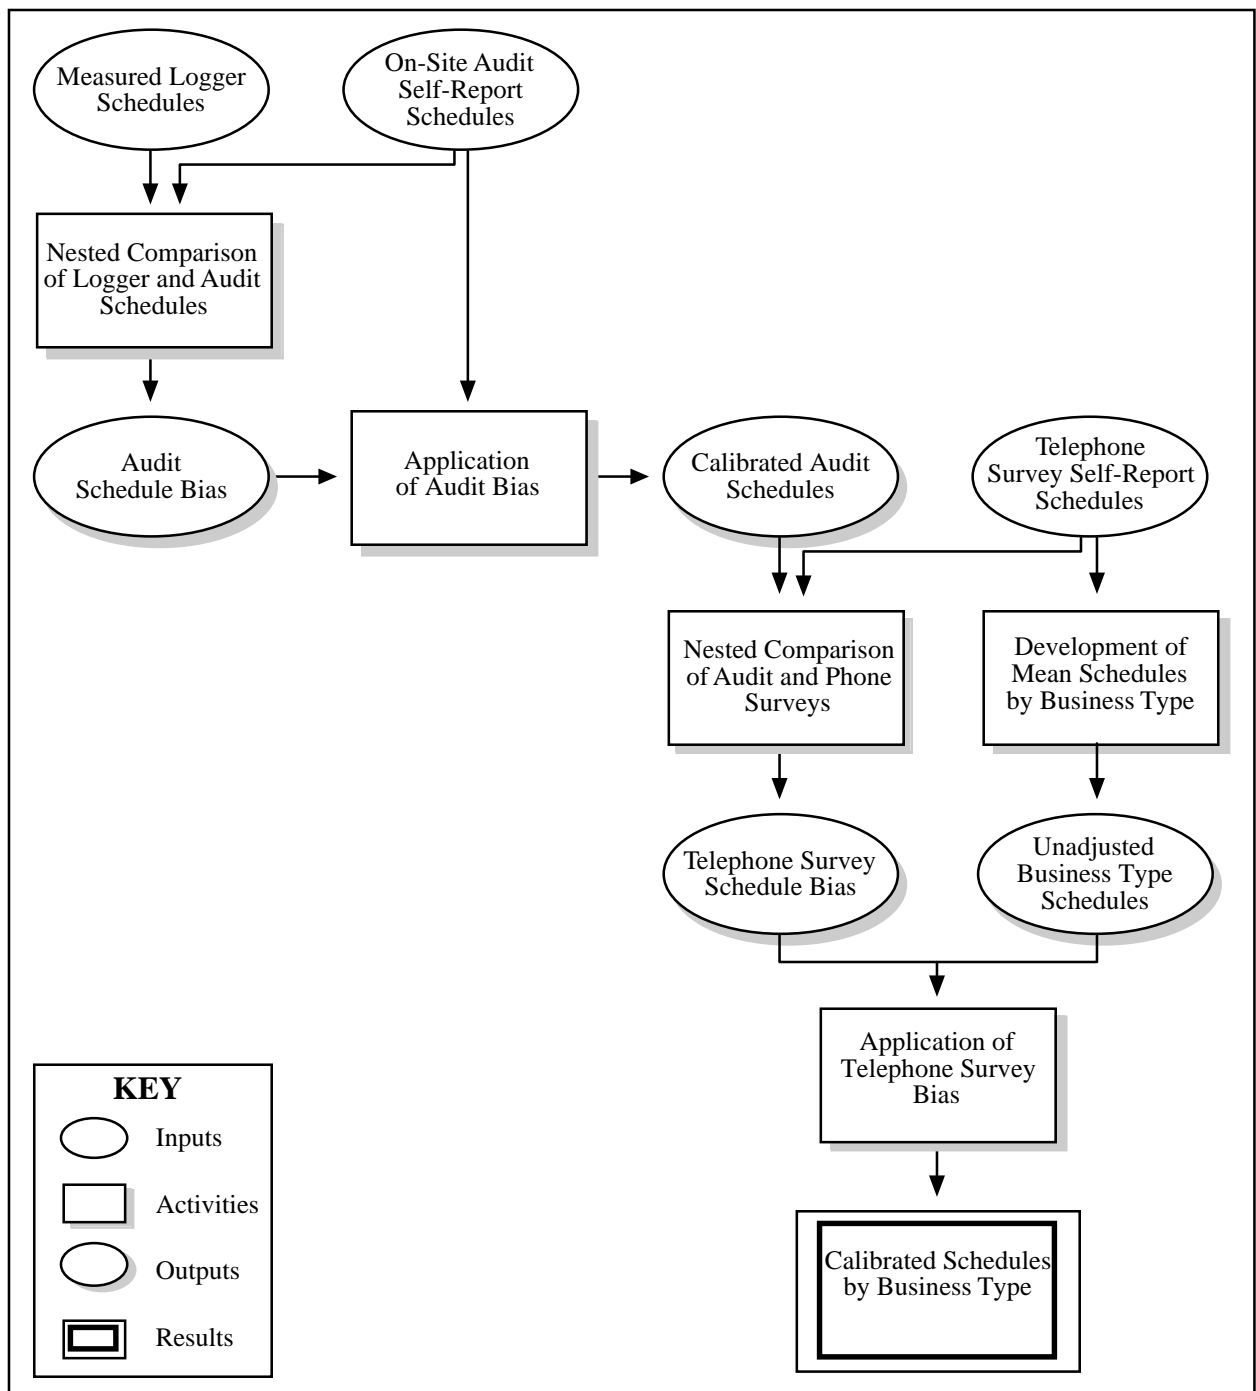 Measured Logger
Schedules
On-Site Audit
Self-Report
Schedules
Nested Comparison
of Logger and Audit
Schedules
Audit
Schedule Bias
Application
of Audit Bias
Calibrated Audit
Schedules
Telephone
Survey Self-Report
Schedules
Nested Comparison
of Audit and Phone
Surveys
Development of
Mean Schedules
by Business Type
Telephone Survey
Schedule Bias
Unadjusted
Business Type
Schedules
Application of
Telephone Survey
Bias
Calibrated Schedules
by Business Type
KEY
Inputs
Activities
Outputs
Results